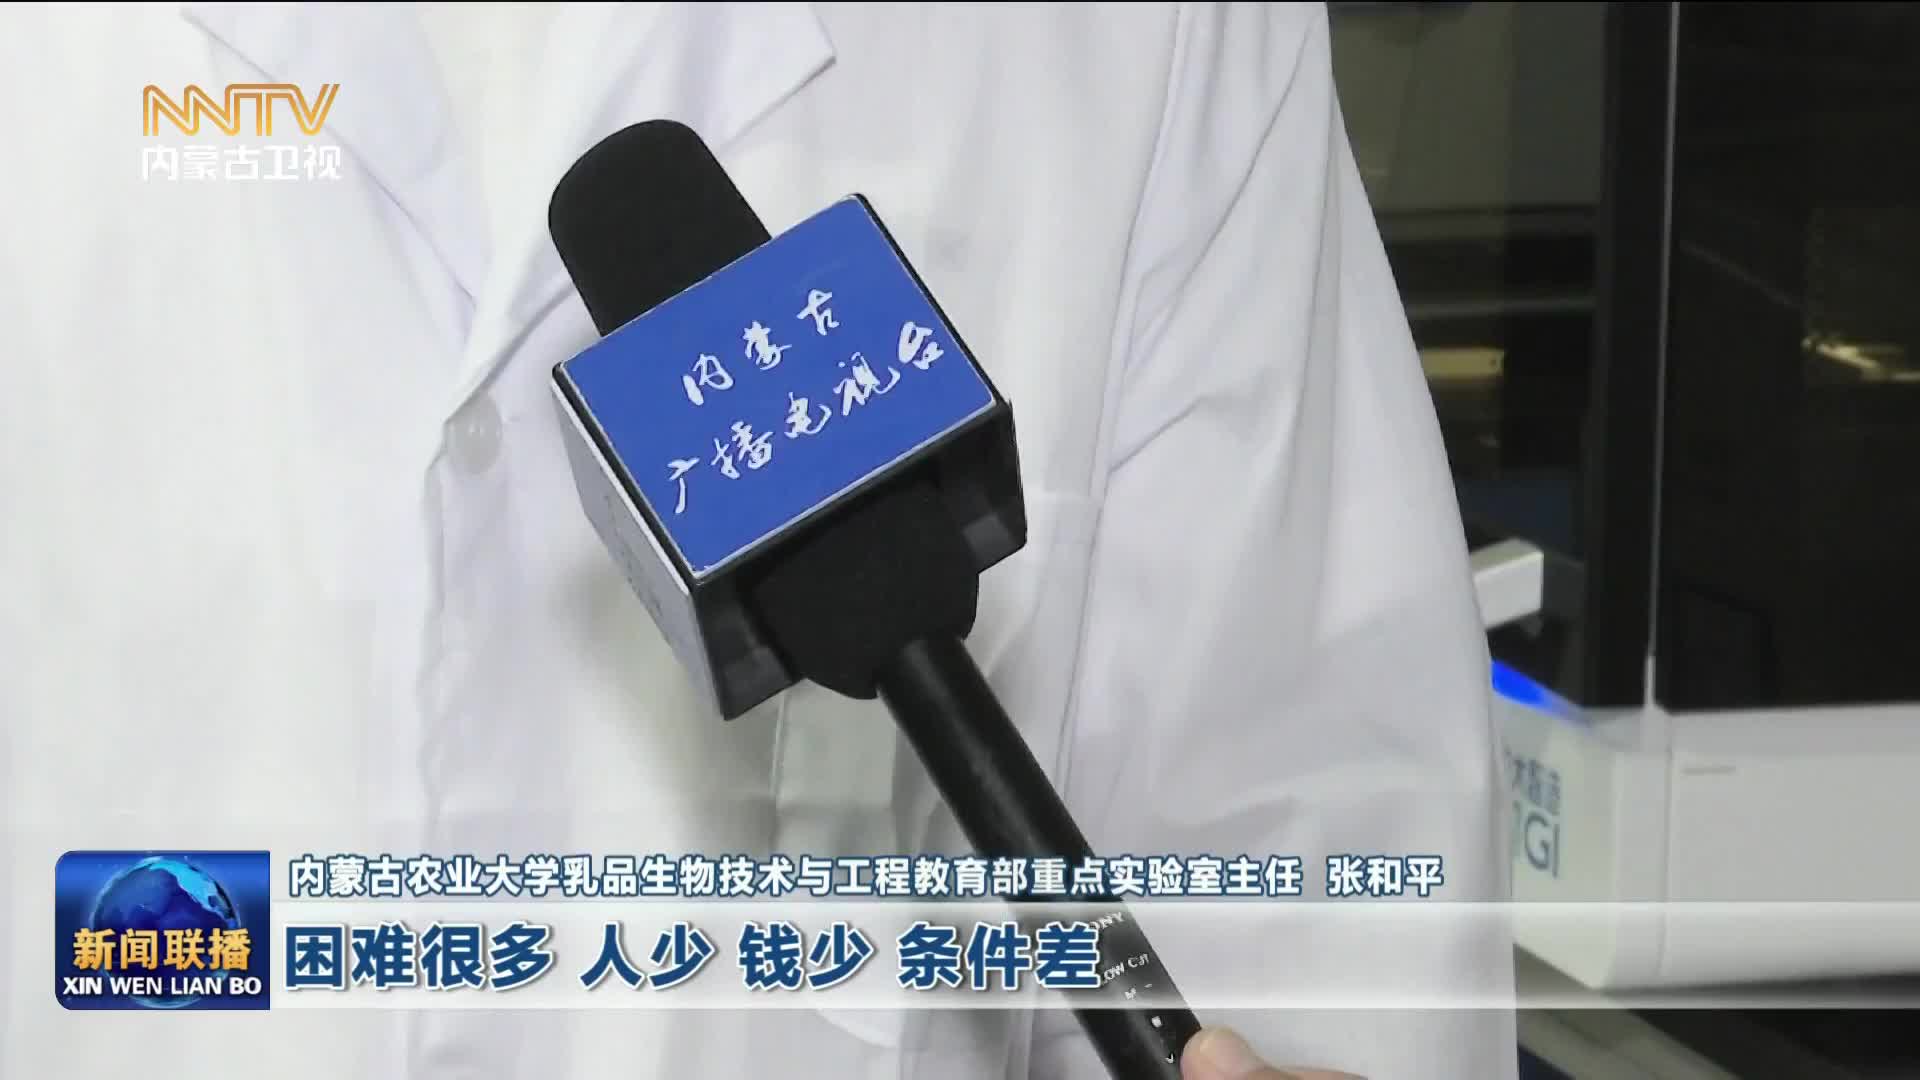 NNTV
内蒙古卫视
内蒙古
广播电视台
内蒙古农业大学乳品生物技术与工程教育部重点实验室主任 张和平
新闻联播
XIN WEN LIAN BO
困难很多 人少 钱少 条件差
LOW CUT